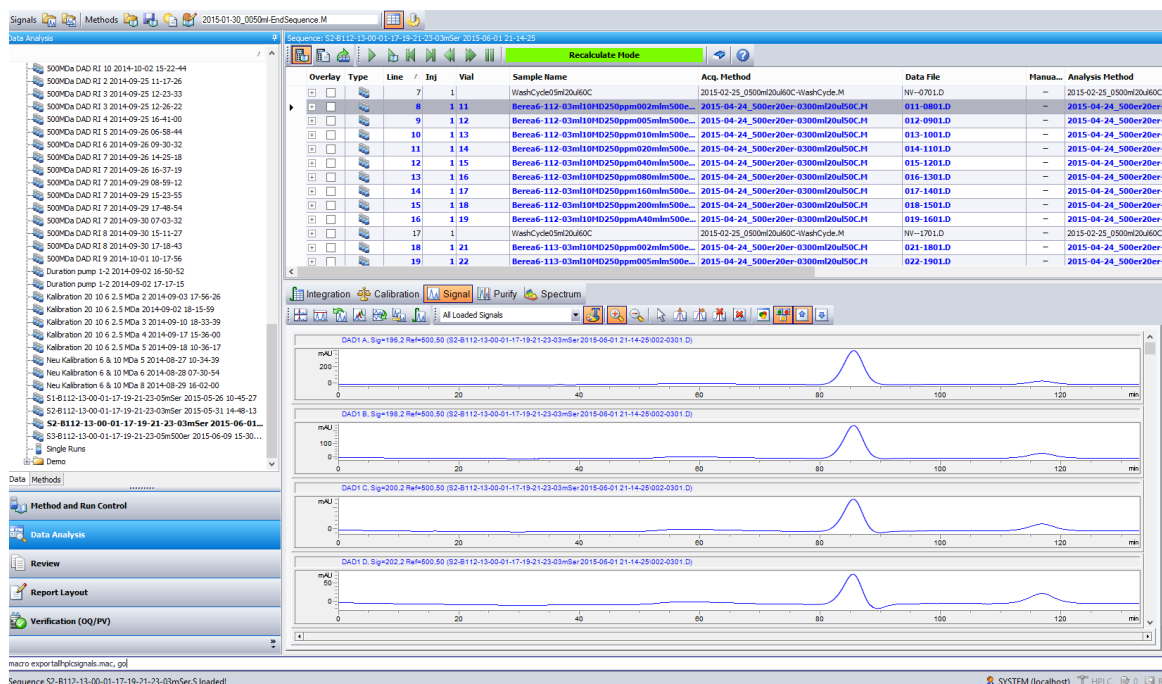 Signals Methods 2015-01-30_0050ml-EndSequence.M
Data Analysis
500MDa DAD RI 10 2014-10-02 15-22-44
500MDa DAD RI 2 2014-09-25 11-17-26
500MDa DAD RI 3 2014-09-25 12-23-33
500MDa DAD RI 3 2014-09-25 12-26-22
500MDa DAD RI 4 2014-09-25 16-41-00
500MDa DAD RI 5 2014-09-26 06-58-44
500MDa DAD RI 6 2014-09-26 09-30-32
500MDa DAD RI 7 2014-09-26 14-25-18
500MDa DAD RI 7 2014-09-26 16-37-19
500MDa DAD RI 7 2014-09-29 08-59-12
500MDa DAD RI 7 2014-09-29 15-23-55
500MDa DAD RI 7 2014-09-29 17-48-54
500MDa DAD RI 7 2014-09-30 07-03-32
500MDa DAD RI 8 2014-09-30 15-11-27
500MDa DAD RI 8 2014-09-30 17-18-43
500MDa DAD RI 9 2014-10-01 10-17-56
Duration pump 1-2 2014-09-02 16-50-52
Duration pump 1-2 2014-09-02 17-17-15
Kalibration 20 10 6 2.5 MDa 2 2014-09-03 17-56-26
Kalibration 20 10 6 2.5 MDa 2014-09-02 18-15-59
Kalibration 20 10 6 2.5 MDa 3 2014-09-10 18-33-39
Kalibration 20 10 6 2.5 MDa 4 2014-09-17 15-36-00
Kalibration 20 10 6 2.5 MDa 5 2014-09-18 10-36-17
Neu Kalibration 6 & 10 MDa 5 2014-08-27 10-34-39
Neu Kalibration 6 & 10 MDa 6 2014-08-28 07-30-54
Neu Kalibration 6 & 10 MDa 8 2014-08-29 16-02-00
S1-B112-13-00-01-17-19-21-23-05mSer 2015-05-26 10-45-27
S2-B112-13-00-01-17-19-21-23-03mSer 2015-05-31 14-48-13
S2-B112-13-00-01-17-19-21-23-03mSer 2015-06-01...
S3-B112-13-00-01-17-19-21-23-05m500er 2015-06-09 15-30...
Single Runs
Demo
Data Methods
Method and Run Control
Data Analysis
Review
Report Layout
Verification (OQ/PV)
Sequence: S2-B112-13-00-01-17-19-21-23-03mSer 2015-06-01 21-14-25
Recalculate Mode
Overlay Type Line / Inj Vial Sample Name Acq. Method Data File Manua... Analysis Method
7 1 WashCycle05ml20ul60C 2015-02-25_0500ml20ul60C-WashCycle.M NV--0701.D - 2015-02-25_0500ml20ul60C
8 1 11 Berea6-112-03ml10MD250ppm002mlm500e... 2015-04-24_500er20er-0300ml20ul50C.M 011-0801.D - 2015-04-24_500er20er-
9 1 12 Berea6-112-03ml10MD250ppm005mlm500e... 2015-04-24_500er20er-0300ml20ul50C.M 012-0901.D - 2015-04-24_500er20er-
10 1 13 Berea6-112-03ml10MD250ppm010mlm500e... 2015-04-24_500er20er-0300ml20ul50C.M 013-1001.D - 2015-04-24_500er20er-
11 1 14 Berea6-112-03ml10MD250ppm020mlm500e... 2015-04-24_500er20er-0300ml20ul50C.M 014-1101.D - 2015-04-24_500er20er-
12 1 15 Berea6-112-03ml10MD250ppm040mlm500e... 2015-04-24_500er20er-0300ml20ul50C.M 015-1201.D - 2015-04-24_500er20er-
13 1 16 Berea6-112-03ml10MD250ppm080mlm500e... 2015-04-24_500er20er-0300ml20ul50C.M 016-1301.D - 2015-04-24_500er20er-
14 1 17 Berea6-112-03ml10MD250ppm160mlm500e... 2015-04-24_500er20er-0300ml20ul50C.M 017-1401.D - 2015-04-24_500er20er-
15 1 18 Berea6-112-03ml10MD250ppm200mlm500e... 2015-04-24_500er20er-0300ml20ul50C.M 018-1501.D - 2015-04-24_500er20er-
16 1 19 Berea6-112-03ml10MD250ppmA40mlm500e... 2015-04-24_500er20er-0300ml20ul50C.M 019-1601.D - 2015-04-24_500er20er-
17 1 WashCycle05ml20ul60C 2015-02-25_0500ml20ul60C-WashCycle.M NV--1701.D - 2015-02-25_0500ml20ul60C
18 1 21 Berea6-113-03ml10MD250ppm002mlm500e... 2015-04-24_500er20er-0300ml20ul50C.M 021-1801.D - 2015-04-24_500er20er-
19 1 22 Berea6-113-03ml10MD250ppm005mlm500e... 2015-04-24_500er20er-0300ml20ul50C.M 022-1901.D - 2015-04-24_500er20er-
Integration Calibration Signal Purify Spectrum
All Loaded Signals
DAD1 A, Sig=196,2 Ref=500,50 (S2-B112-13-00-01-17-19-21-23-03mSer 2015-06-01 21-14-25\002-0301.D)
mAU
200
0
0 20 40 60 80 100 120 min
DAD1 B, Sig=198,2 Ref=500,50 (S2-B112-13-00-01-17-19-21-23-03mSer 2015-06-01 21-14-25\002-0301.D)
mAU
100
0
0 20 40 60 80 100 120 min
DAD1 C, Sig=200,2 Ref=500,50 (S2-B112-13-00-01-17-19-21-23-03mSer 2015-06-01 21-14-25\002-0301.D)
mAU
0
0 20 40 60 80 100 120 min
DAD1 D, Sig=202,2 Ref=500,50 (S2-B112-13-00-01-17-19-21-23-03mSer 2015-06-01 21-14-25\002-0301.D)
mAU
50
0
0 20 40 60 80 100 120 min
macro exportallhplcsignals.mac, go
Sequence S2-B112-13-00-01-17-19-21-23-03mSer.S loaded! SYSTEM (localhost) HPLC 0